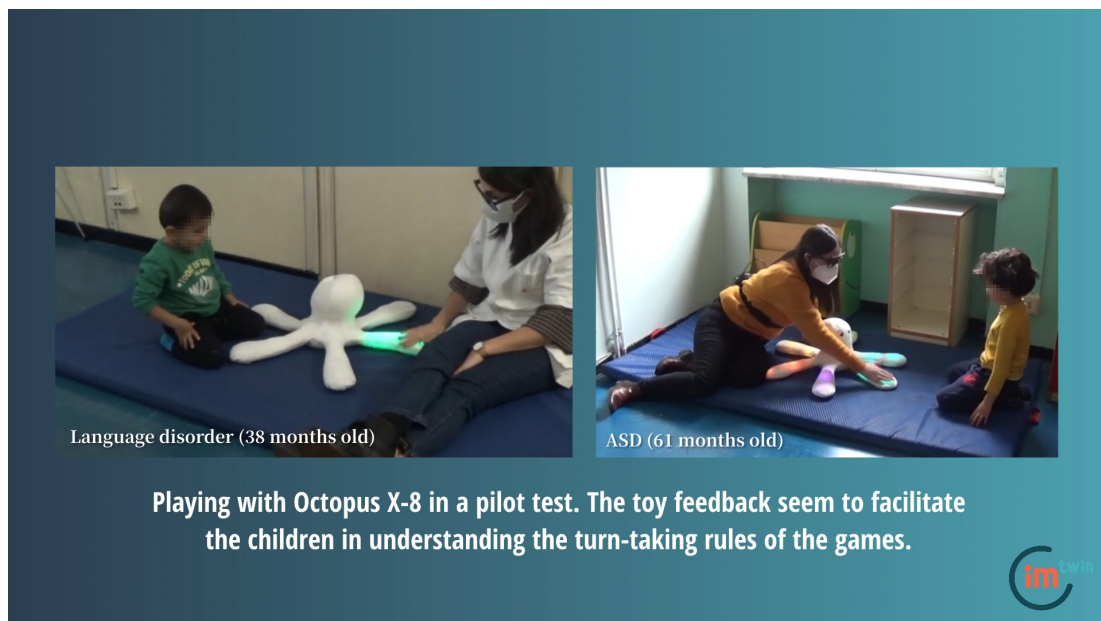 Language disorder (38 months old)
ASD (61 months old)
Playing with Octopus X-8 in a pilot test. The toy feedback seem to facilitate
the children in understanding the turn-taking rules of the games.
im twin